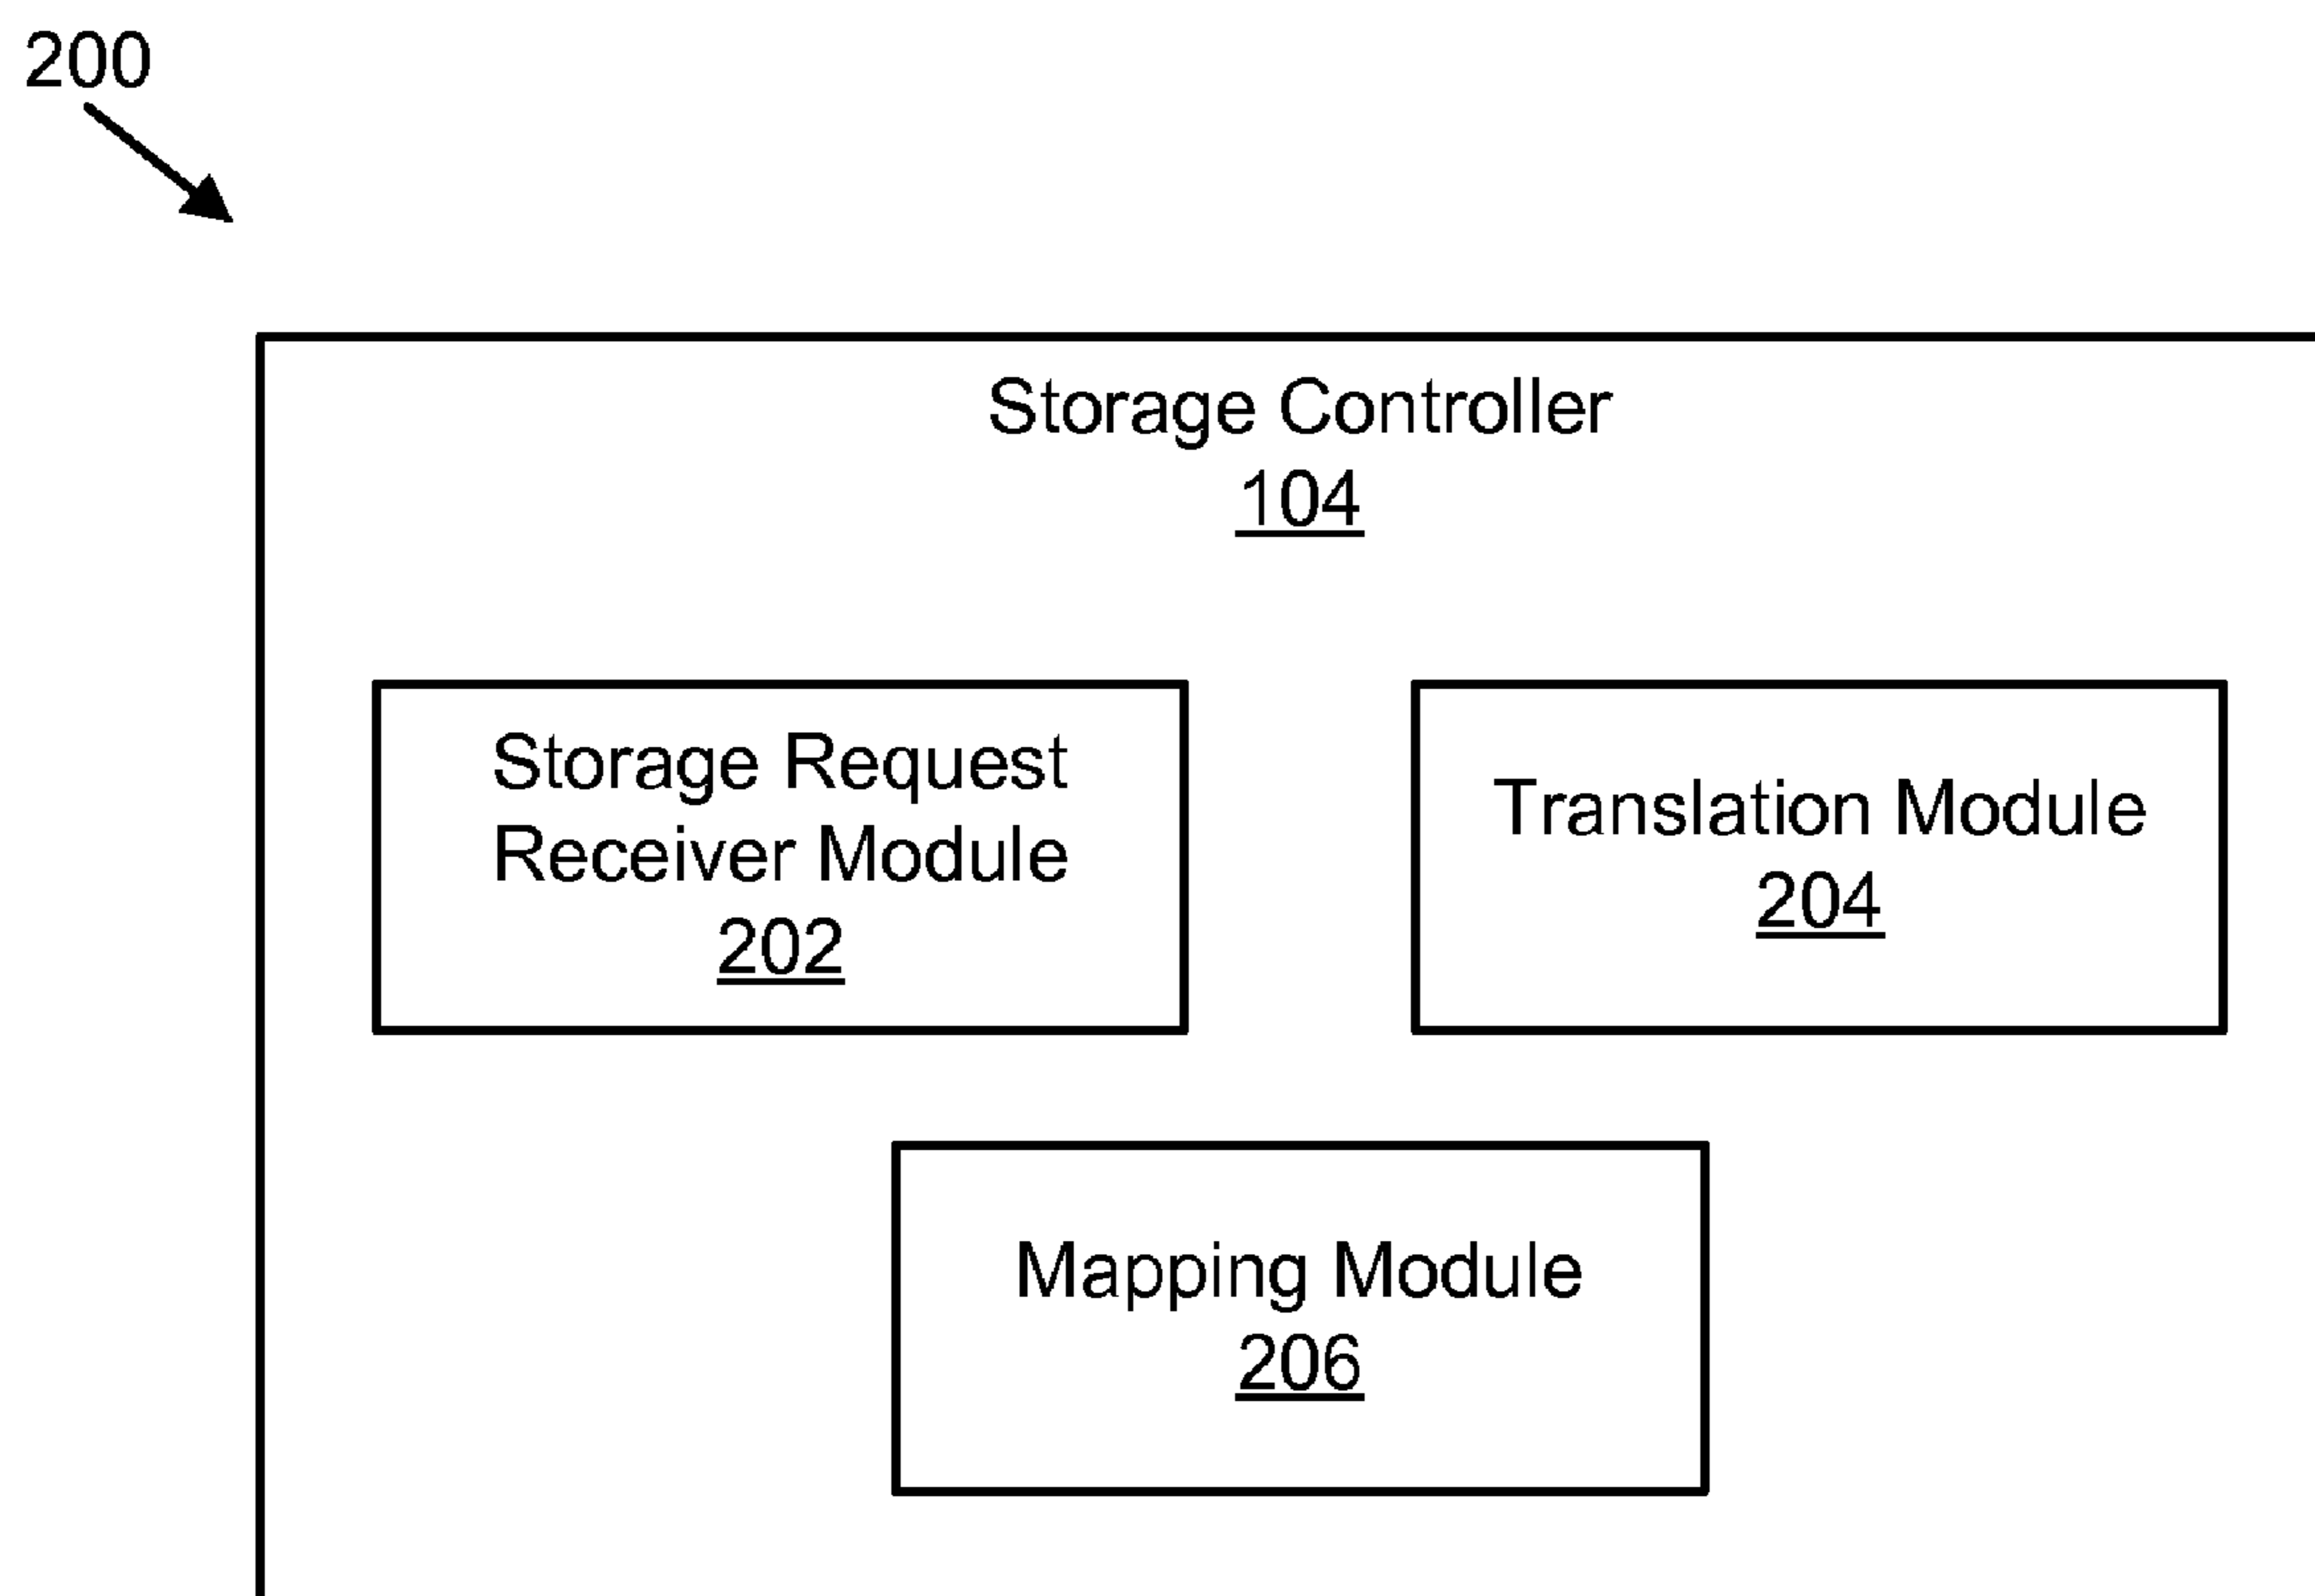 200
Storage Controller
104
Storage Request
Receiver Module
202
Translation Module
204
Mapping Module
206